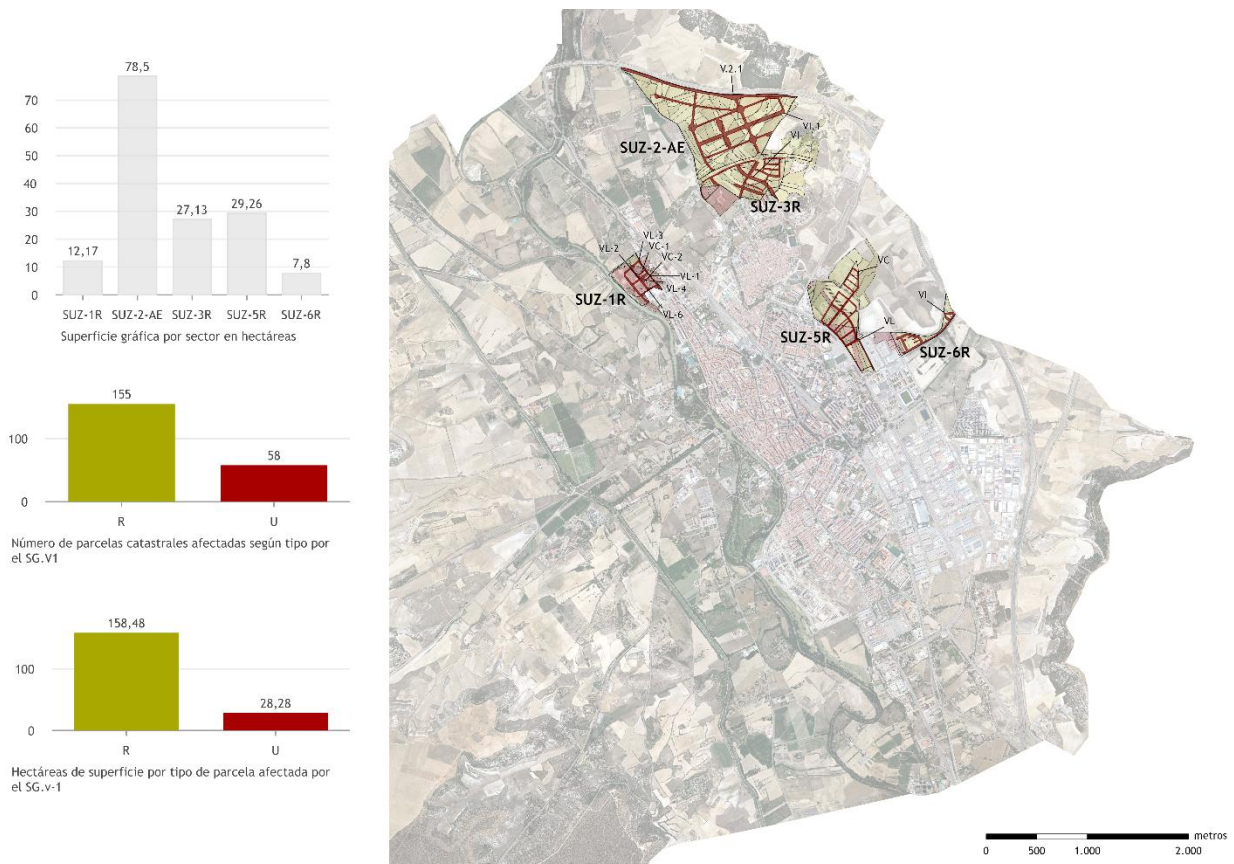 78,5
70
60
50
40
30
20
10
0
12,17
27,13
29,26
7,8
SUZ-1R SUZ-2-AE SUZ-3R SUZ-5R SUZ-6R
Superficie gráfica por sector en hectáreas
155
100
58
0
R U
Número de parcelas catastrales afectadas según tipo por
el SG.V1
158,48
100
28,28
0
R U
Hectáreas de superficie por tipo de parcela afectada por
el SG.v-1
V.2.1
VL-1
VI
SUZ-2-AE
SUZ-3R
VL-3
VL-2
VC-1
VC-2
VL-1
VL-4
SUZ-1R
VL-6
VC
VI
VL
SUZ-5R
SUZ-6R
metros
0 500 1.000 2.000